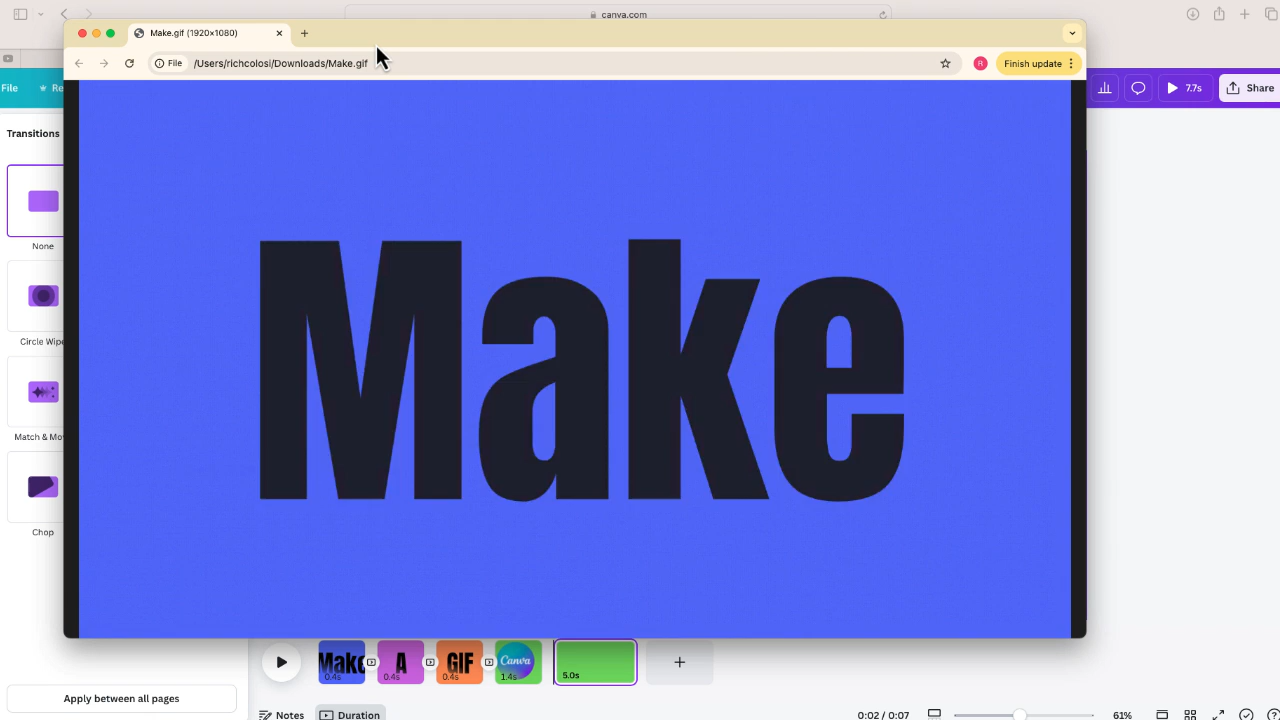 canva.com
Make.gif (1920×1080)
File
/Users/richcolosi/Downloads/Make.gif
R
Finish update
File
Re
7.7s
Share
Transitions
None
Circle Wipe
Match & Mov
Chop
Make
Make
0.4s
A
0.4s
GIF
0.4s
Canva
1.4s
5.0s
Apply between all pages
Notes
Duration
0:02 / 0:07
61%